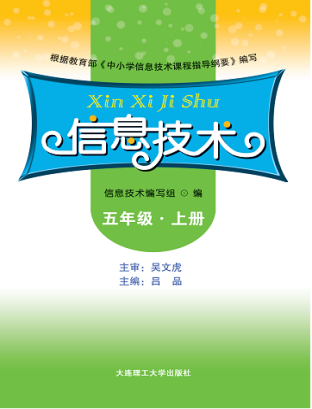 根据教育部《中小学信息技术课程指导纲要》编写
Xin Xi Ji Shu
信息技术
信息技术编写组 ⊙ 编
五年级·上册
主审：吴文虎
主编：吕 品
大连理工大学出版社